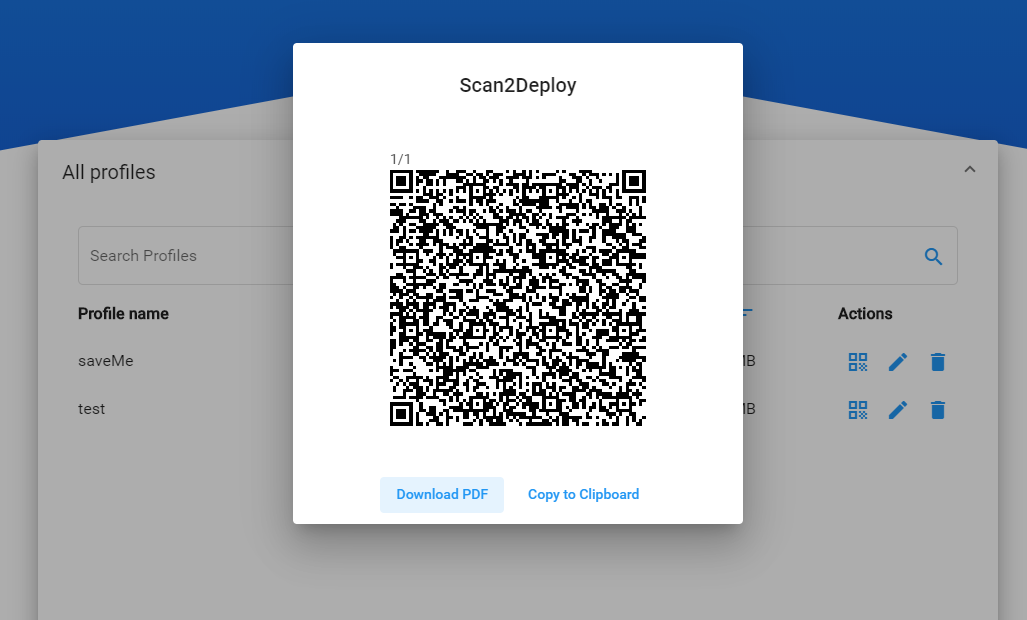 Scan2Deploy
1/1
All profiles
Search Profiles
Profile name
Actions
saveMe
test
Download PDF
Copy to Clipboard